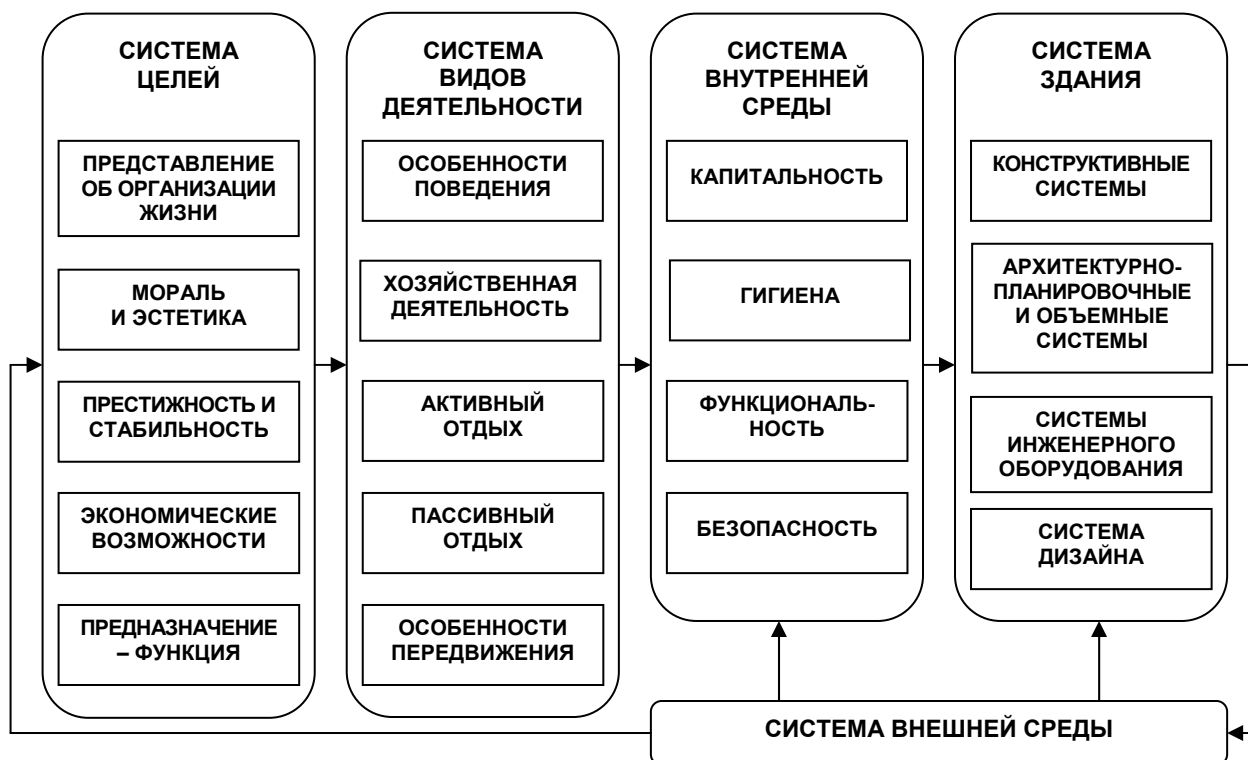 СИСТЕМА
ЦЕЛЕЙ
ПРЕДСТАВЛЕНИЕ
ОБ ОРГАНИЗАЦИИ
ЖИЗНИ
МОРАЛЬ
И ЭСТЕТИКА
ПРЕСТИЖНОСТЬ И
СТАБИЛЬНОСТЬ
ЭКОНОМИЧЕСКИЕ
ВОЗМОЖНОСТИ
ПРЕДНАЗНАЧЕНИЕ
– ФУНКЦИЯ
СИСТЕМА
ВИДОВ
ДЕЯТЕЛЬНОСТИ
ОСОБЕННОСТИ
ПОВЕДЕНИЯ
ХОЗЯЙСТВЕННАЯ
ДЕЯТЕЛЬНОСТЬ
АКТИВНЫЙ
ОТДЫХ
ПАССИВНЫЙ
ОТДЫХ
ОСОБЕННОСТИ
ПЕРЕДВИЖЕНИЯ
СИСТЕМА
ВНУТРЕННЕЙ
СРЕДЫ
КАПИТАЛЬНОСТЬ
ГИГИЕНА
ФУНКЦИОНАЛЬ-
НОСТЬ
БЕЗОПАСНОСТЬ
СИСТЕМА
ЗДАНИЯ
КОНСТРУКТИВНЫЕ
СИСТЕМЫ
АРХИТЕКТУРНО-
ПЛАНИРОВОЧНЫЕ
И ОБЪЕМНЫЕ
СИСТЕМЫ
СИСТЕМЫ
ИНЖЕНЕРНОГО
ОБОРУДОВАНИЯ
СИСТЕМА
ДИЗАЙНА
СИСТЕМА ВНЕШНЕЙ СРЕДЫ